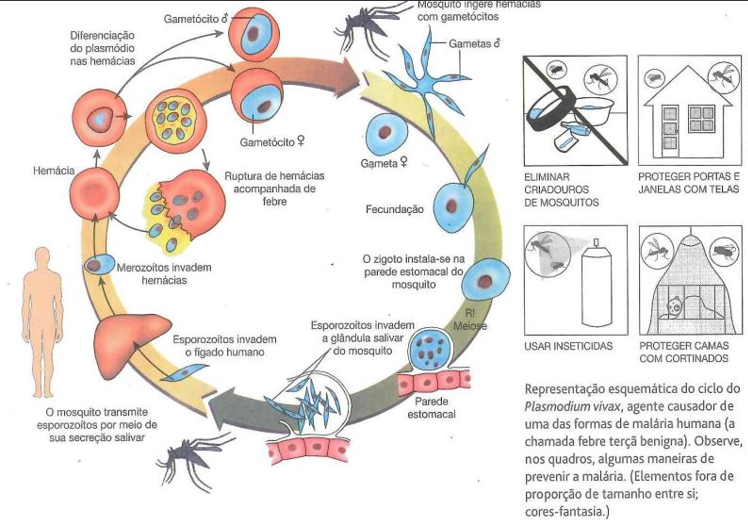 Mosquito ingere hemácias
com gametócitos
Gametócito ♂
Diferenciação
do plasmódio
nas hemácias
Gametas ♂
Gametócito ♀
Gameta ♀
Hemácia
Ruptura de hemácias
acompanhada de
febre
Fecundação
Merozoítos invadem
hemácias
O zigoto instala-se na
parede estomacal do
mosquito
R!
Meiose
Esporozoítos invadem
o fígado humano
Esporozoítos invadem
a glândula salivar
do mosquito
Parede
estomacal
O mosquito transmite
esporozoítos por meio de
sua secreção salivar
ELIMINAR
CRIADOUROS
DE MOSQUITOS
PROTEGER PORTAS E
JANELAS COM TELAS
USAR INSETICIDAS
PROTEGER CAMAS
COM CORTINADOS
Representação esquemática do ciclo do
Plasmodium vivax, agente causador de
uma das formas de malária humana (a
chamada febre terçã benigna). Observe,
nos quadros, algumas maneiras de
prevenir a malária. (Elementos fora de
proporção de tamanho entre si;
cores-fantasia.)